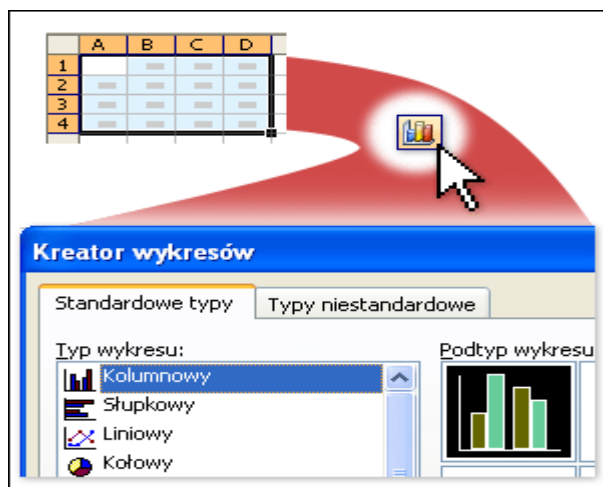 A B C D
1
2
3
4
Kreator wykresów
Standardowe typy Typy niestandardowe
Typ wykresu: Podtyp wykresu
Kolumnowy
Słupkowy
Liniowy
Kołowy